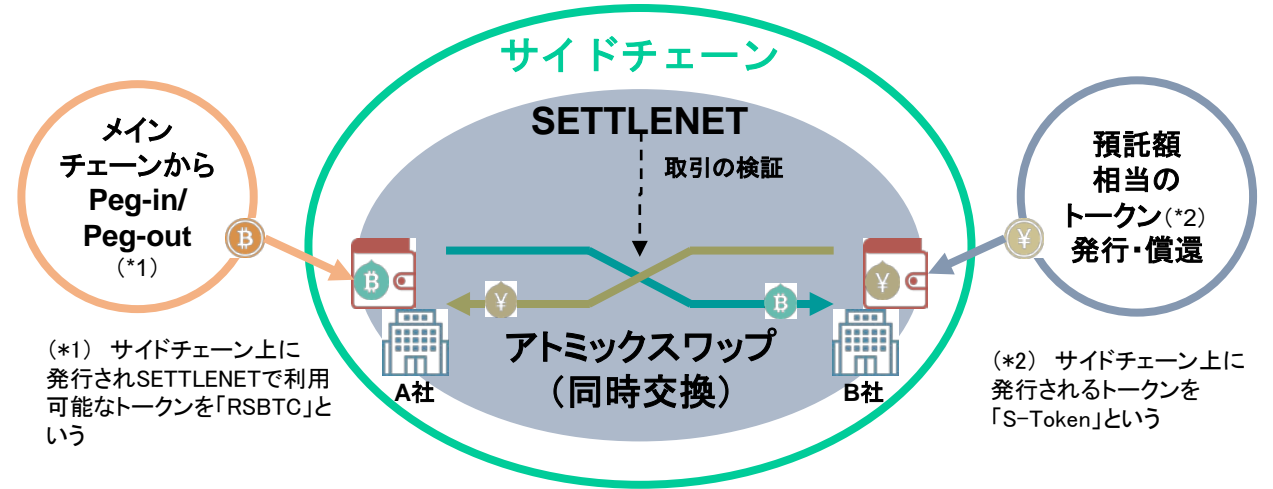 サイドチェーン
SETTLENET
取引の検証
メイン
チェーンから
Peg-in/
Peg-out
(*1)
預託額
相当の
トークン(*2)
発行・償還
アトミックスワップ
(同時交換)
A社
B社
(*1) サイドチェーン上に
発行されSETTLENETで利用
可能なトークンを「RSBTC」と
いう
(*2) サイドチェーン上に
発行されるトークンを
「S-Token」という